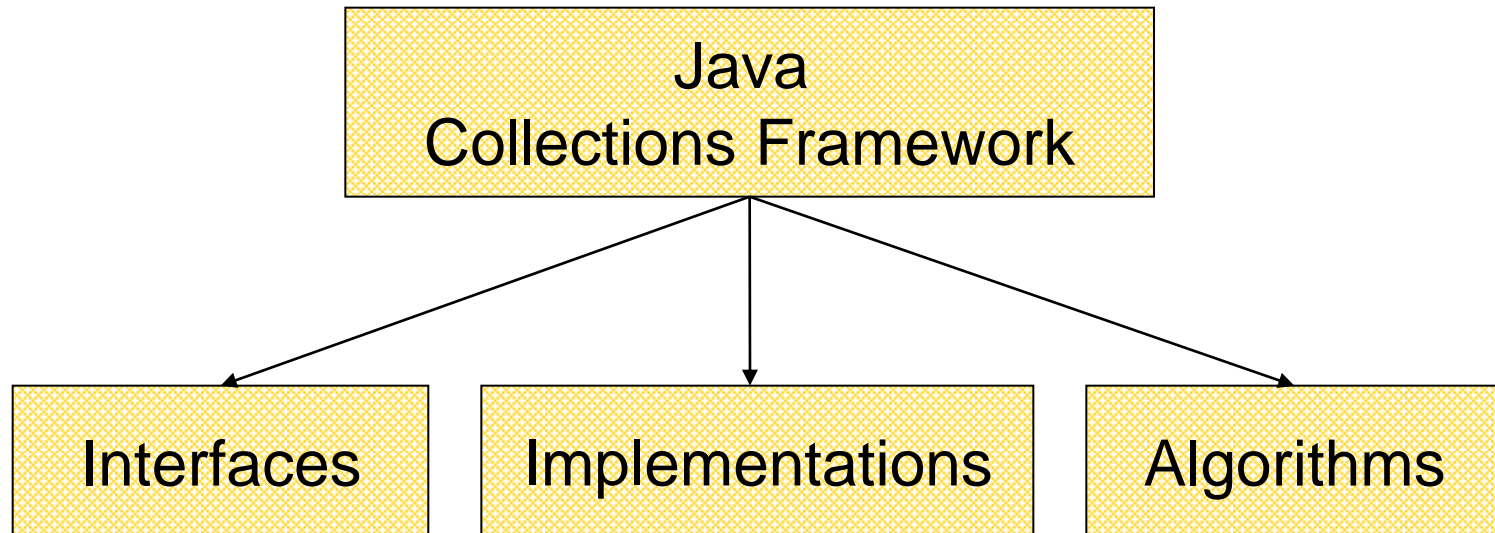 Java
Collections Framework
Interfaces
Implementations
Algorithms